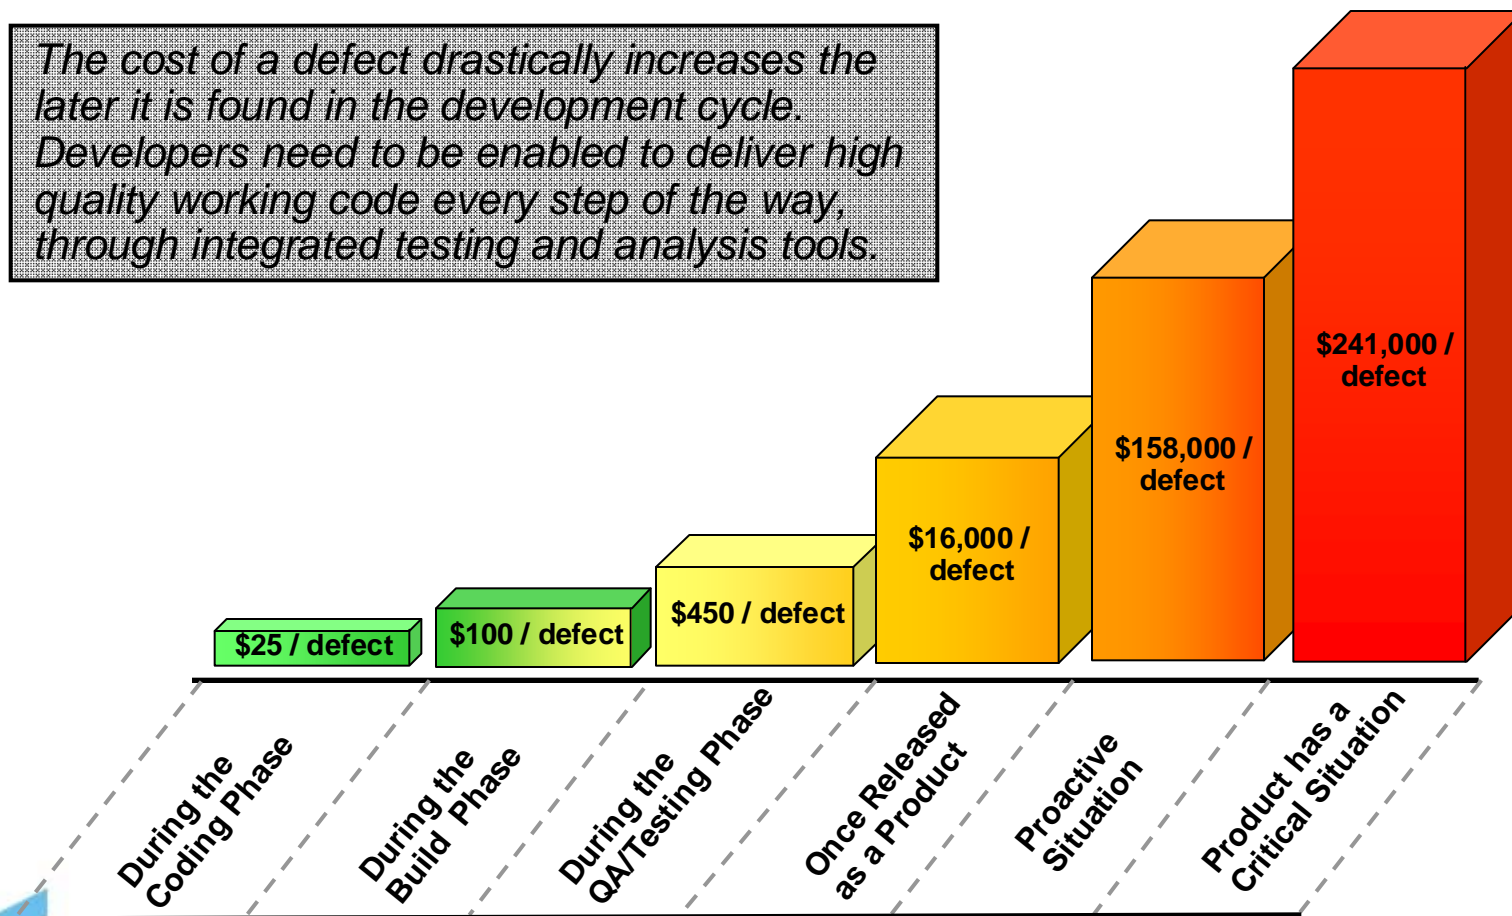 The cost of a defect drastically increases the
later it is found in the development cycle.
Developers need to be enabled to deliver high
quality working code every step of the way,
through integrated testing and analysis tools.
$25 / defect
$100 / defect
$450 / defect
$16,000 /
defect
$158,000 /
defect
$241,000 /
defect
During the
Coding Phase
During the
Build Phase
During the
QA/Testing Phase
Once Released
as a Product
Proactive
Situation
Product has a
Critical Situation